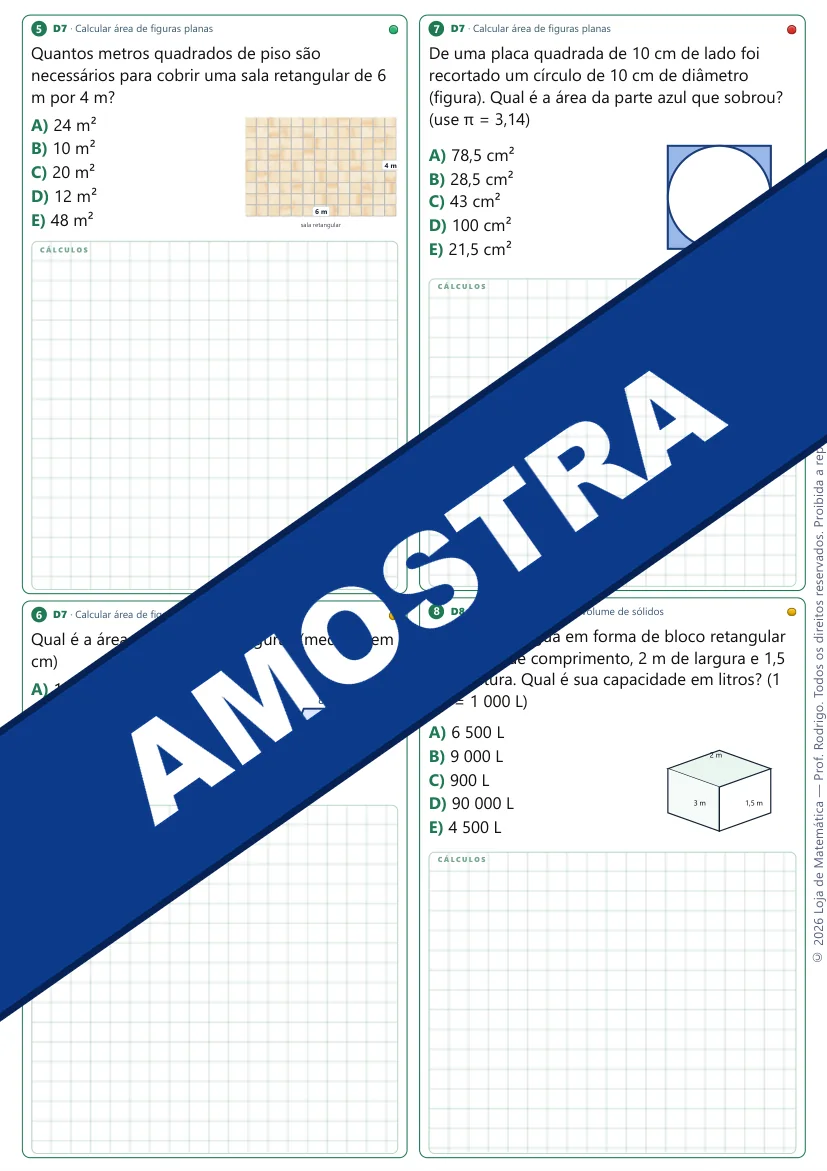 5 D7 · Calcular área de figuras planas
Quantos metros quadrados de piso são
necessários para cobrir uma sala retangular de 6
m por 4 m?
A) 24 m²
B) 10 m²
C) 20 m²
D) 12 m²
E) 48 m²
4 m
6 m
sala retangular
CÁLCULOS
7 D7 · Calcular área de figuras planas
De uma placa quadrada de 10 cm de lado foi
recortado um círculo de 10 cm de diâmetro
(figura). Qual é a área da parte azul que sobrou?
(use π = 3,14)
A) 78,5 cm²
B) 28,5 cm²
C) 43 cm²
D) 100 cm²
E) 21,5 cm²
CÁLCULOS
AMOSTRA
6 D7 · Calcular área de
Qual é a área em
cm)
A)
8 volume de sólidos
em forma de bloco retangular
de comprimento, 2 m de largura e 1,5
Qual é sua capacidade em litros? (1
= 1 000 L)
A) 6 500 L
B) 9 000 L
C) 900 L
D) 90 000 L
E) 4 500 L
2 m
3 m
1,5 m
CÁLCULOS
© 2026 Loja de Matemática — Prof. Rodrigo. Todos os direitos reservados. Proibida a